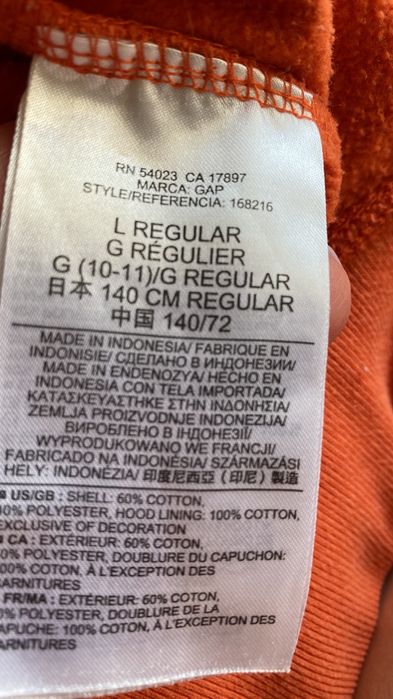 RN 54023 CA 17897
MARCA: GAP
STYLE/REFERENCIA: 168216
L REGULAR
G RÉGULIER
G (10-11)/G REGULAR
日本 140 CM REGULAR
中国 140/72
MADE IN INDONESIA/ FABRIQUE EN
INDONISIE/ СДЕЛАНО В ИНДОНЕЗИИ/
MADE IN ENDENOZYA/ HECHO EN
INDONESIA CON TELA IMPORTADA/
ΚΑΤΑΣΚΕΥΑΣΤΗΚΕ ΣΤΗΝ ΙΝΔΟΝΗΣΙΑ/
ZEMLJA PROIZVODNJE INDONEZIJA/
ВИРОБЛЕНО В ІНДОНЕЗІЇ/
WYPRODUKOWANO WE FRANCJI/
FABRICADO NA INDONÉSIA/ SZÁRMAZÁSI
HELY: INDONÉZIA/ 印度尼西亞 (印尼) 製造
US/GB : SHELL: 60% COTTON,
40% POLYESTER, HOOD LINING: 100% COTTON,
EXCLUSIVE OF DECORATION
CA : EXTÉRIEUR: 60% COTON,
40% POLYESTER, DOUBLURE DU CAPUCHON:
100% COTON, À L'EXCEPTION DES
GARNITURES
FR/MA : EXTÉRIEUR: 60% COTON,
40% POLYESTER, DOUBLURE DE LA
CAPUCHE: 100% COTON, À L'EXCEPTION DES
GARNITURES